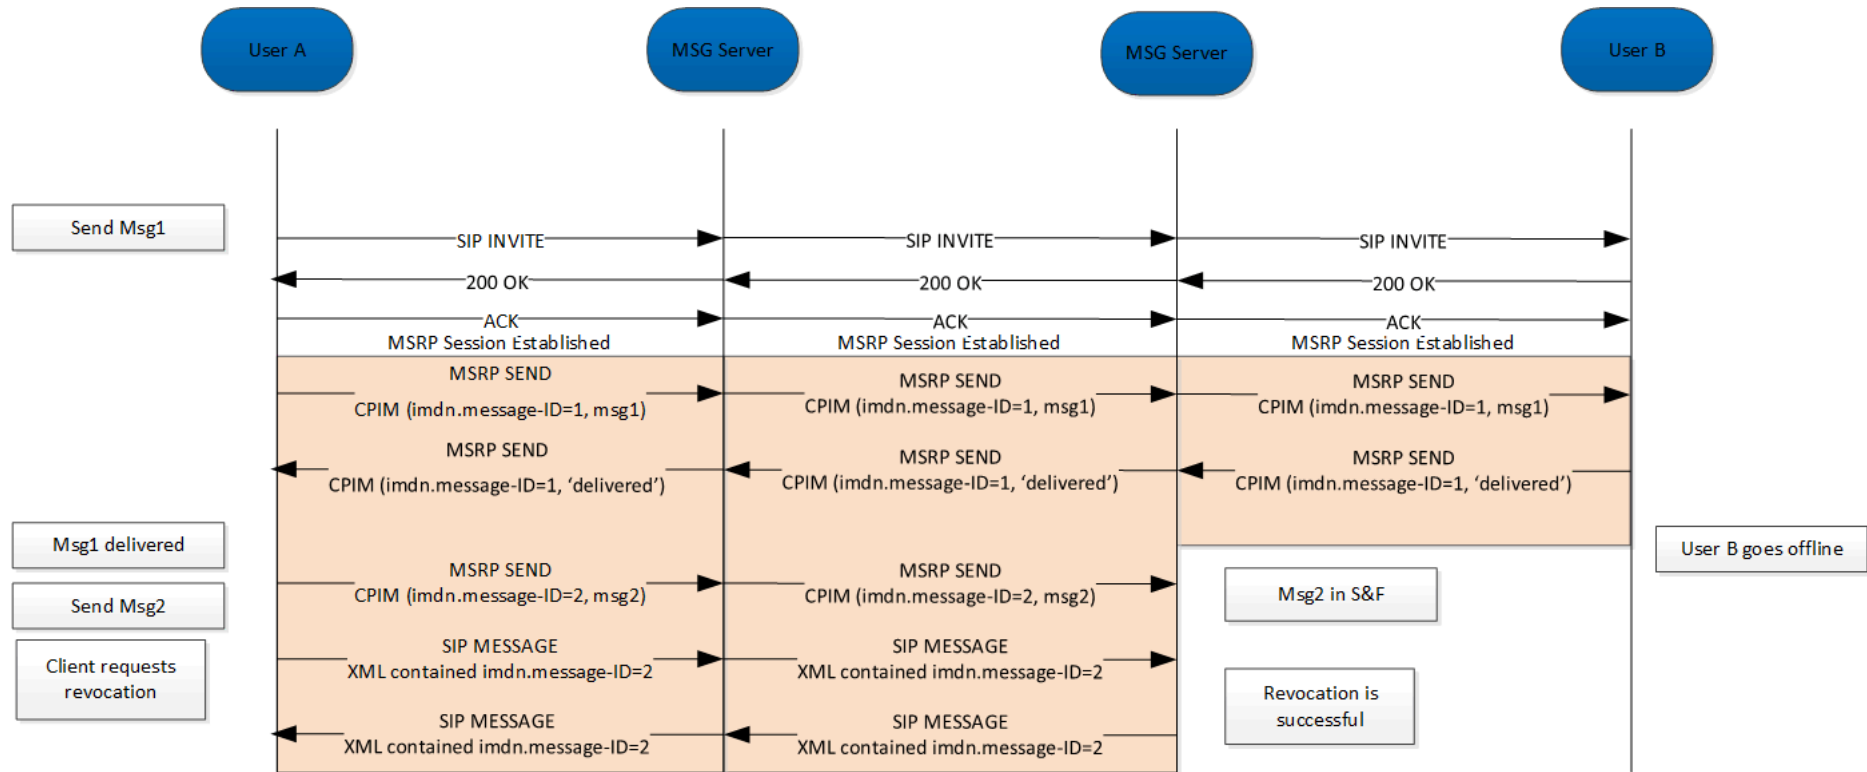 User A
MSG Server
MSG Server
User B
Send Msg1
SIP INVITE
SIP INVITE
SIP INVITE
200 OK
200 OK
200 OK
ACK
ACK
ACK
MSRP Session Established
MSRP Session Established
MSRP Session Established
MSRP SEND
CPIM (imdn.message-ID=1, msg1)
MSRP SEND
CPIM (imdn.message-ID=1, msg1)
MSRP SEND
CPIM (imdn.message-ID=1, msg1)
MSRP SEND
CPIM (imdn.message-ID=1, ‘delivered’)
MSRP SEND
CPIM (imdn.message-ID=1, ‘delivered’)
MSRP SEND
CPIM (imdn.message-ID=1, ‘delivered’)
Msg1 delivered
User B goes offline
Send Msg2
MSRP SEND
CPIM (imdn.message-ID=2, msg2)
MSRP SEND
CPIM (imdn.message-ID=2, msg2)
Msg2 in S&F
Client requests
revocation
SIP MESSAGE
XML contained imdn.message-ID=2
SIP MESSAGE
XML contained imdn.message-ID=2
Revocation is
successful
SIP MESSAGE
XML contained imdn.message-ID=2
SIP MESSAGE
XML contained imdn.message-ID=2